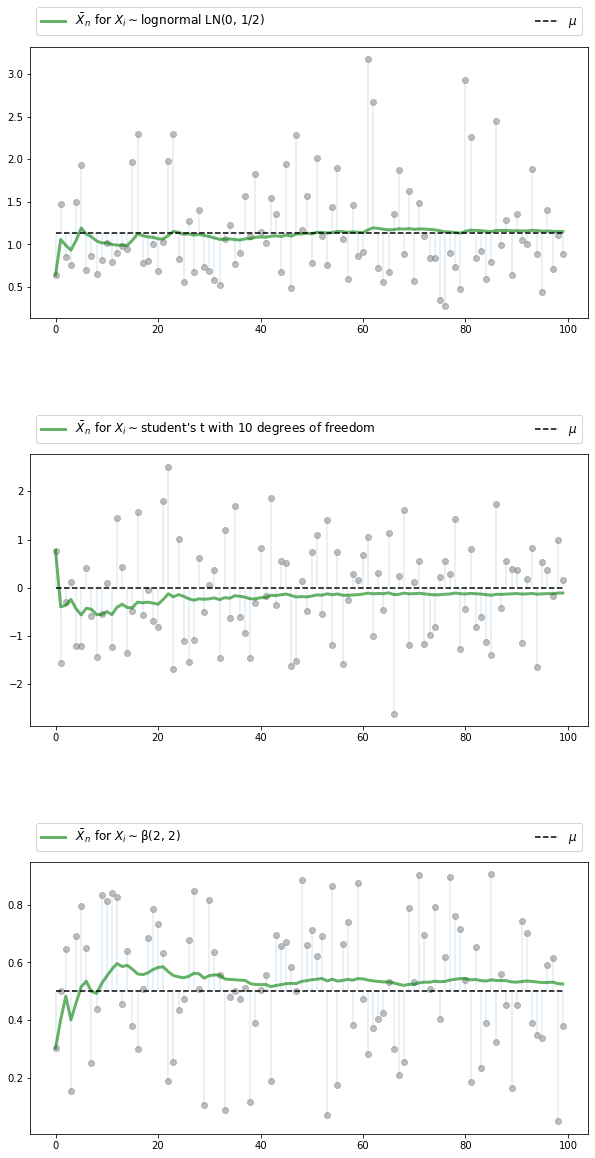 X̄ₙ for Xᵢ ~ lognormal LN(0, 1/2) μ
3.0
2.5
2.0
1.5
1.0
0.5
0 20 40 60 80 100
X̄ₙ for Xᵢ ~ student's t with 10 degrees of freedom μ
2
1
0
−1
−2
0 20 40 60 80 100
X̄ₙ for Xᵢ ~ β(2, 2) μ
0.8
0.6
0.4
0.2
0 20 40 60 80 100